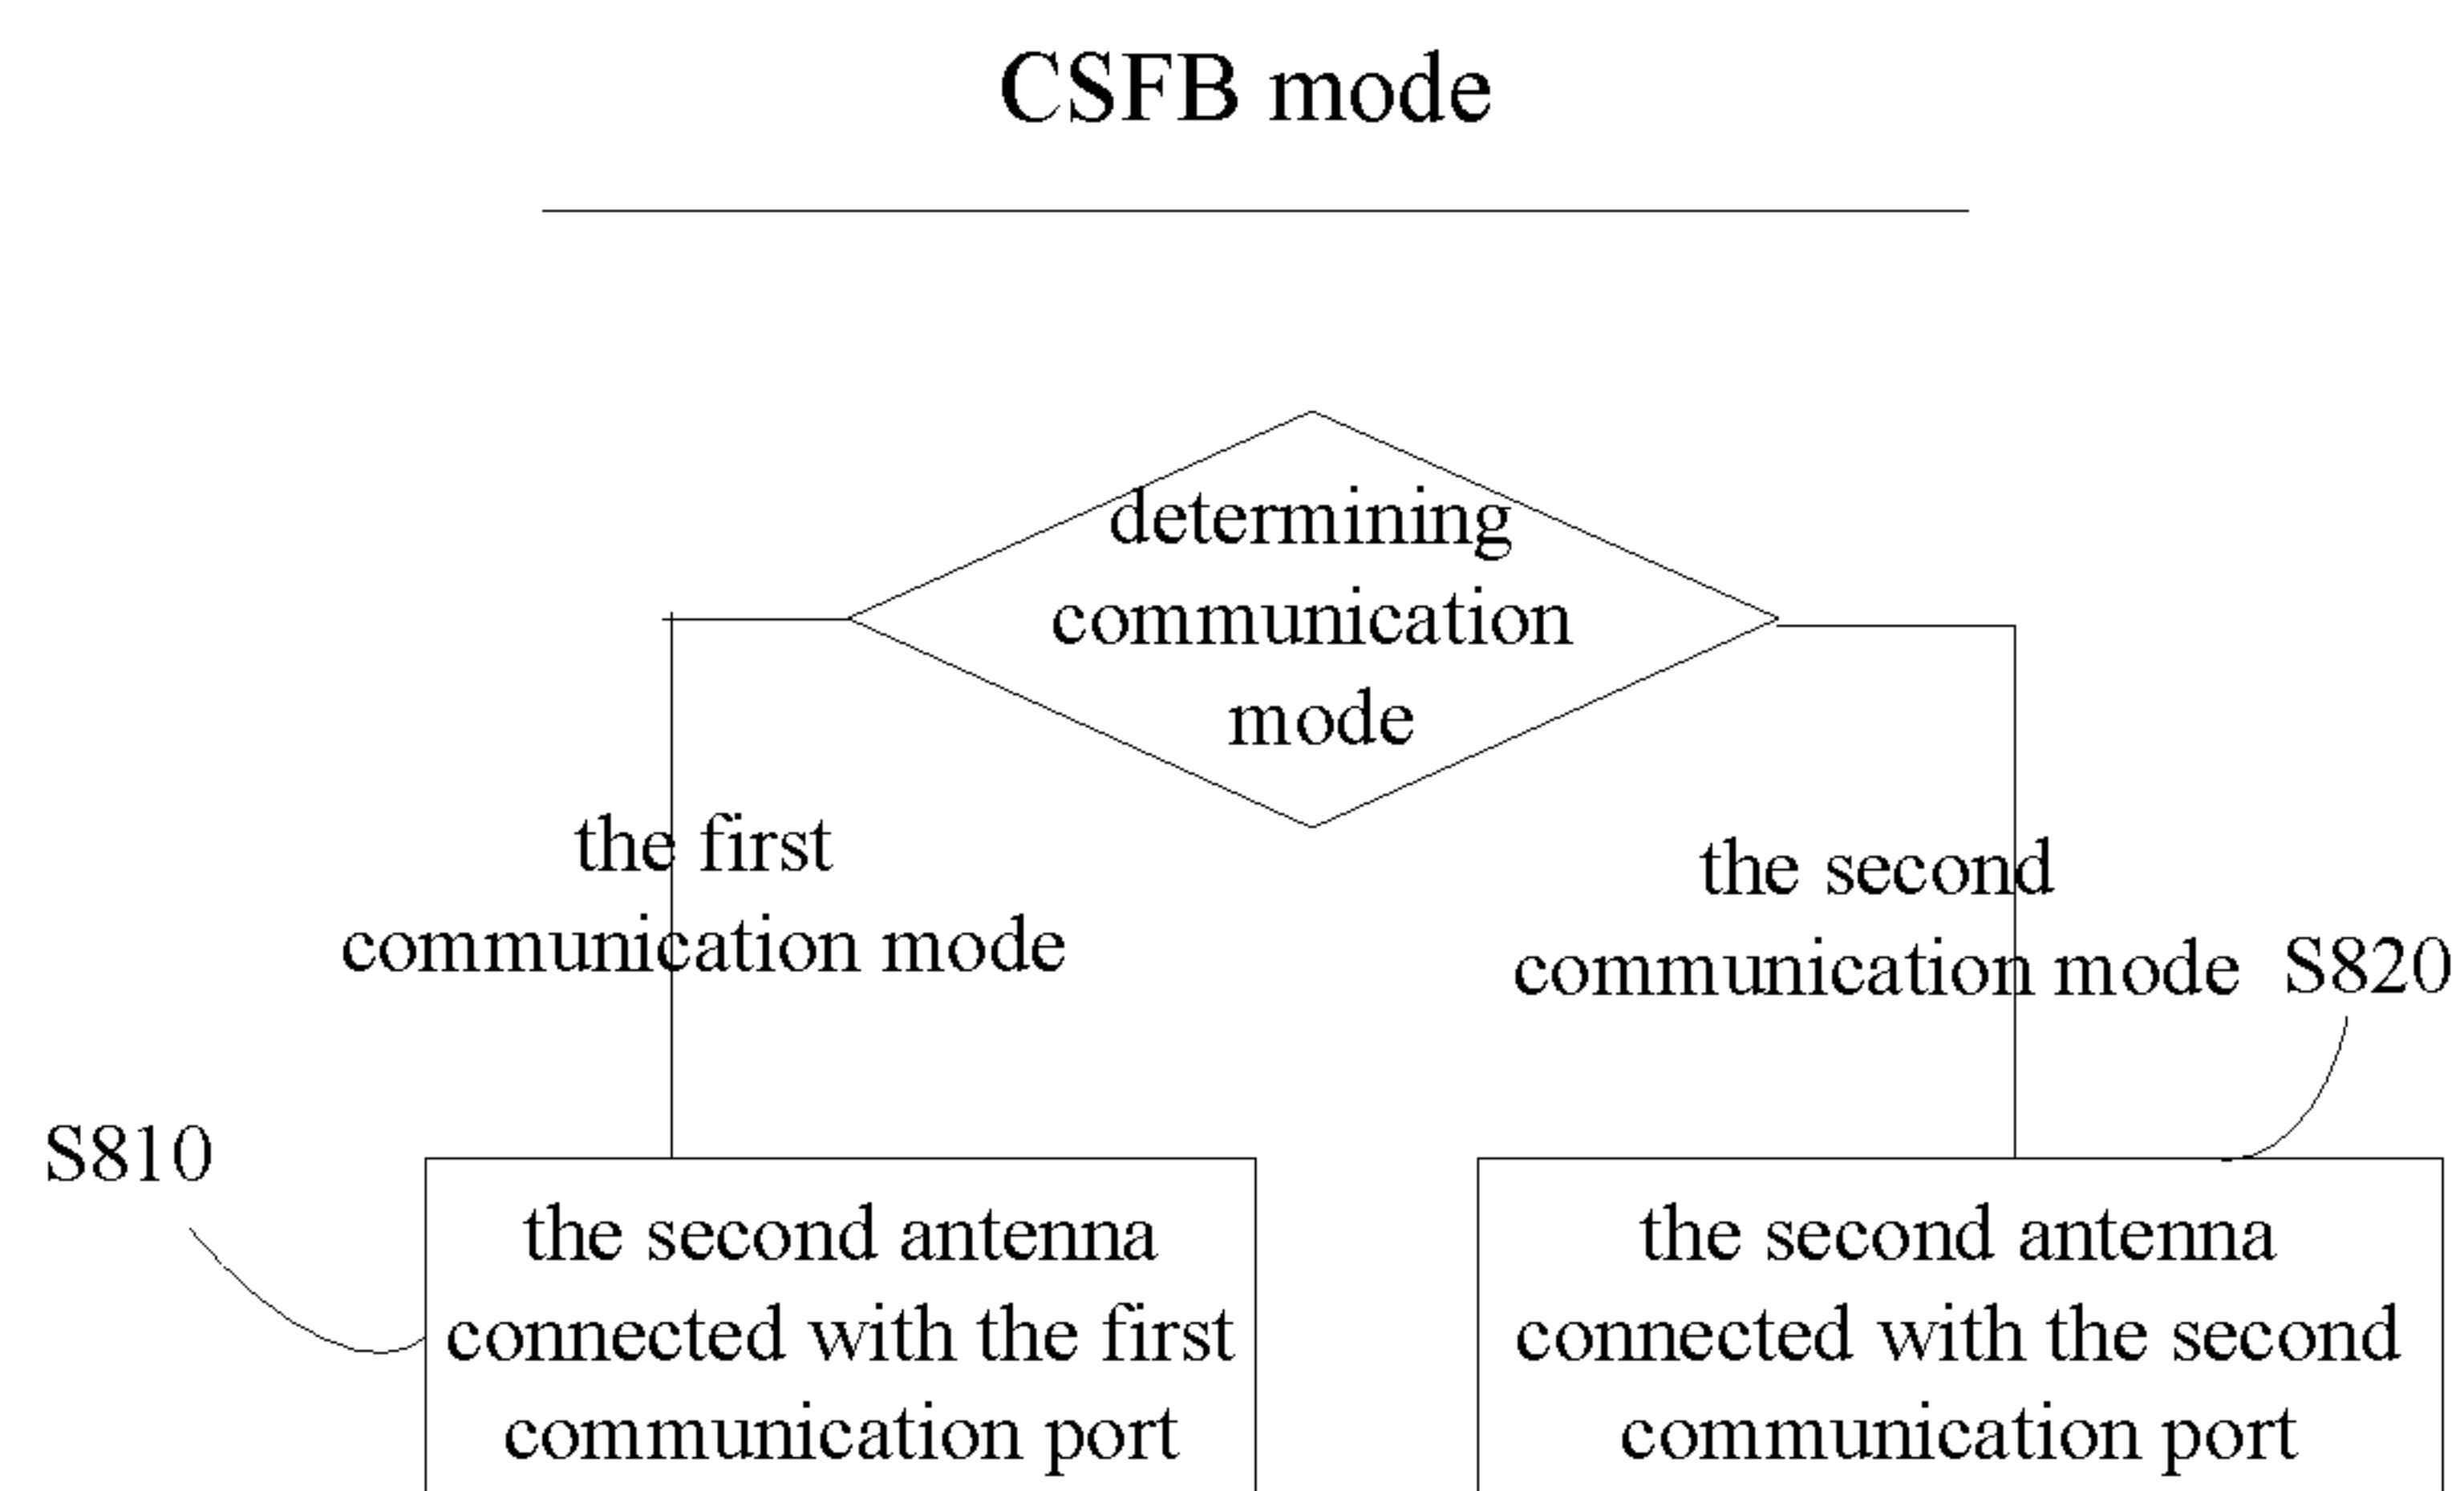 CSFB mode
determining
communication
mode
the first
communication mode
the second
communication mode
S820
S810
the second antenna
connected with the first
communication port
the second antenna
connected with the second
communication port